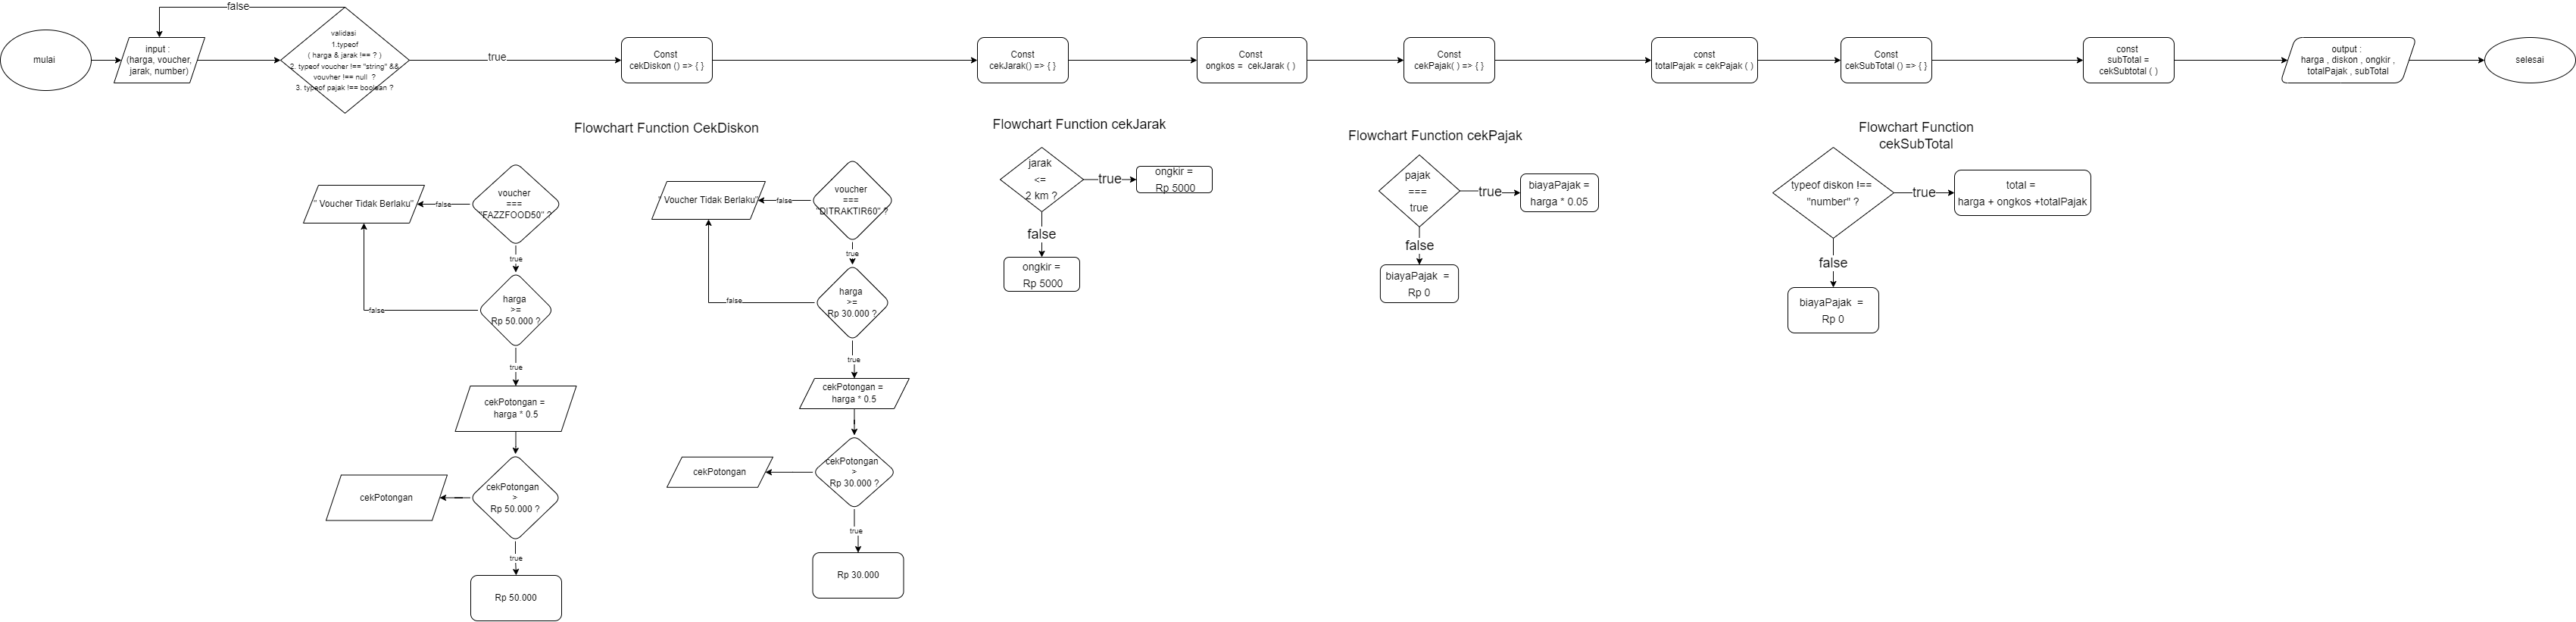 false
mulai
input :
(harga, voucher,
jarak, number)
validasi
1.typeof
( harga & jarak !== ? )
2. typeof voucher !== "string" &&
vouvher !== null ?
3. typeof pajak !== boolean ?
true
Const
cekDiskon () => { }
Const
cekJarak() => { }
Const
ongkos = cekJarak ( )
Const
cekPajak( ) => { }
const
totalPajak = cekPajak ( )
Const
cekSubTotal () => { }
const
subTotal =
cekSubtotal ( )
output :
harga , diskon , ongkir ,
totalPajak , subTotal
selesai
Flowchart Function CekDiskon
voucher
===
"FAZZFOOD50" ?
false
" Voucher Tidak Berlaku"
true
harga
>=
Rp 50.000 ?
false
true
cekPotongan =
harga * 0.5
cekPotongan
>
Rp 50.000 ?
cekPotongan
true
Rp 50.000
voucher
===
"DITRAKTIR60" ?
false
" Voucher Tidak Berlaku"
true
harga
>=
Rp 30.000 ?
false
true
cekPotongan =
harga * 0.5
cekPotongan
>
Rp 30.000 ?
cekPotongan
true
Rp 30.000
Flowchart Function cekJarak
jarak
<=
2 km ?
true
ongkir =
Rp 5000
false
ongkir =
Rp 5000
Flowchart Function cekPajak
pajak
===
true
true
biayaPajak =
harga * 0.05
false
biayaPajak =
Rp 0
Flowchart Function
cekSubTotal
typeof diskon !==
"number" ?
true
total =
harga + ongkos +totalPajak
false
biayaPajak =
Rp 0